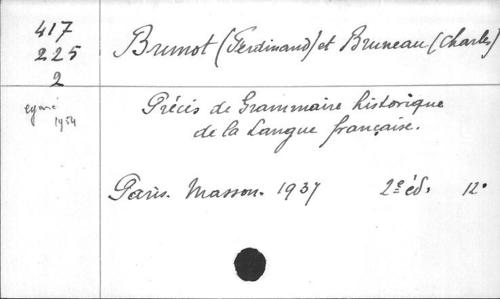 417
225
2
1954
Brunot (Ferdinand) et Bruneau (Charles)
Précis de Grammaire historique
de la Langue française.
Paris. Masson. 1937 2e éd. 12°